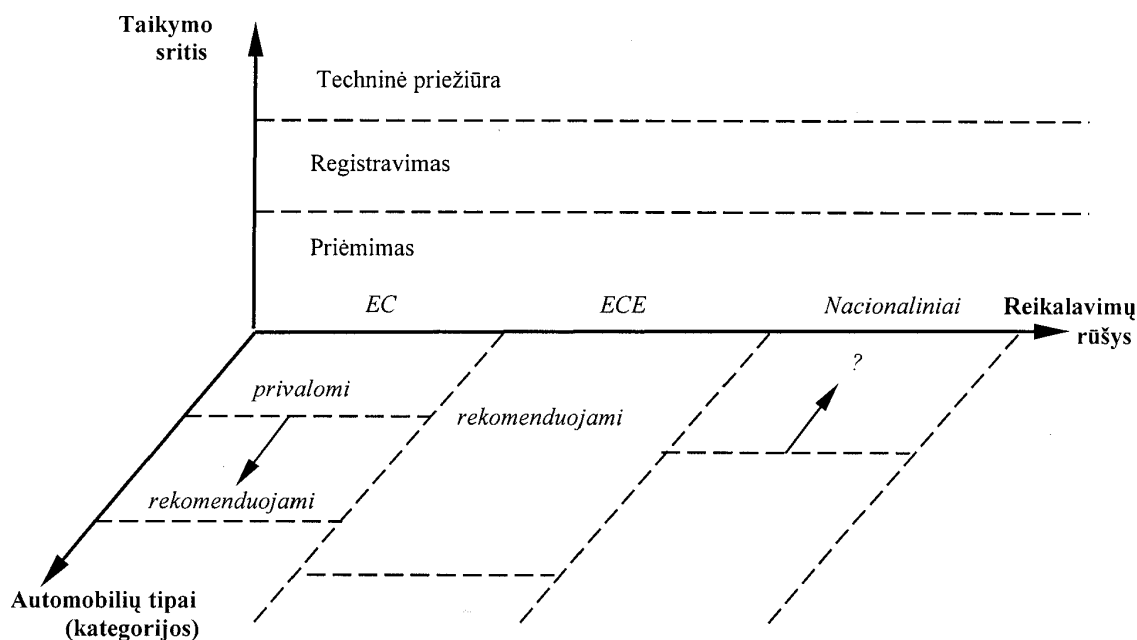 Taikymo
sritis
Techninė priežiūra
Registravimas
Priėmimas
EC
ECE
Nacionaliniai
Reikalavimų
rūšys
privalomi
rekomenduojami
?
rekomenduojami
Automobilių tipai
(kategorijos)